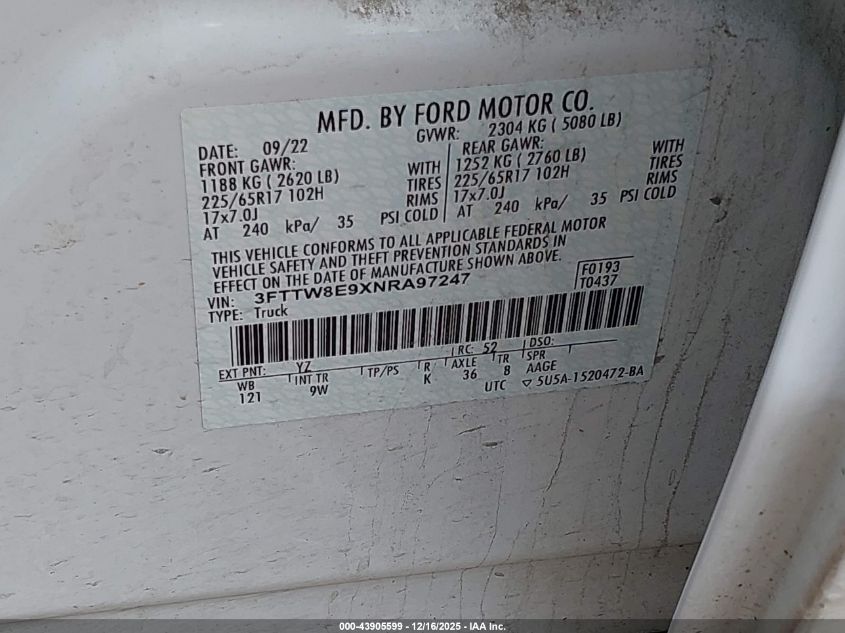 MFD. BY FORD MOTOR CO.
DATE: 09/22 GVWR: 2304 KG ( 5080 LB)
FRONT GAWR: REAR GAWR:
1188 KG ( 2620 LB) WITH 1252 KG ( 2760 LB) WITH
225/65R17 102H TIRES 225/65R17 102H TIRES
17x7.0J RIMS 17x7.0J RIMS
AT 240 kPa/ 35 PSI COLD AT 240 kPa/ 35 PSI COLD
THIS VEHICLE CONFORMS TO ALL APPLICABLE FEDERAL MOTOR
VEHICLE SAFETY AND THEFT PREVENTION STANDARDS IN
EFFECT ON THE DATE OF MANUFACTURE SHOWN ABOVE.
VIN: 3FTTW8E9XNRA97247 F0193
TYPE: Truck T0437
EXT PNT: YZ RC: 52 DSO:
WB INT TR TP/PS R AXLE TR SPR
121 9W K 36 8 AAGE
UTC ▽ 5U5A-1520472-BA
000-43905599 - 12/16/2025 - IAA Inc.